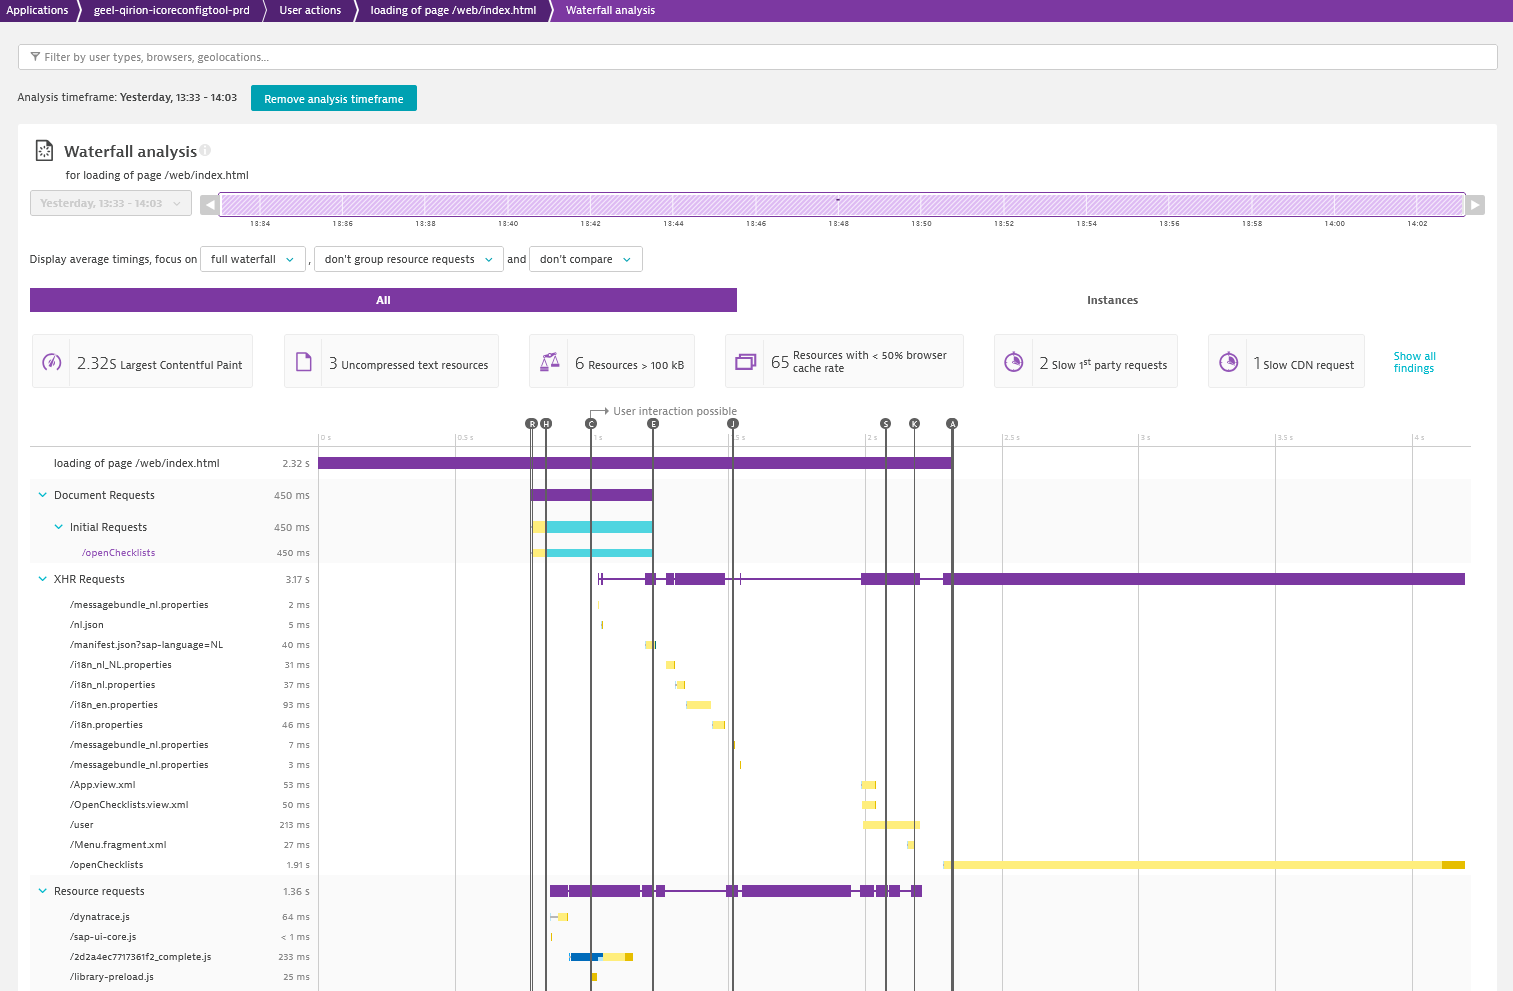 Applications geel-qirion-icoreconfigtool-prd User actions loading of page /web/index.html Waterfall analysis
Filter by user types, browsers, geolocations...
Analysis timeframe: Yesterday, 13:33 - 14:03 Remove analysis timeframe
Waterfall analysis
for loading of page /web/index.html
Yesterday, 13:33 - 14:03
13:34 13:36 13:38 13:40 13:42 13:44 13:46 13:48 13:50 13:52 13:54 13:56 13:58 14:00 14:02
Display average timings, focus on full waterfall , don't group resource requests and don't compare
All Instances
2.32S Largest Contentful Paint
3 Uncompressed text resources
6 Resources > 100 kB
65 Resources with < 50% browser
cache rate
2 Slow 1st party requests
1 Slow CDN request
Show all
findings
User interaction possible
R H C E J S K A
0 s 0.5 s 1 s 1.5 s 2 s 2.5 s 3 s 3.5 s 4 s
loading of page /web/index.html 2.32 s
Document Requests 450 ms
Initial Requests 450 ms
/openChecklists 450 ms
XHR Requests 3.17 s
/messagebundle_nl.properties 2 ms
/nl.json 5 ms
/manifest.json?sap-language=NL 40 ms
/i18n_nl_NL.properties 31 ms
/i18n_nl.properties 37 ms
/i18n_en.properties 93 ms
/i18n.properties 46 ms
/messagebundle_nl.properties 7 ms
/messagebundle_nl.properties 3 ms
/App.view.xml 53 ms
/OpenChecklists.view.xml 50 ms
/user 213 ms
/Menu.fragment.xml 27 ms
/openChecklists 1.91 s
Resource requests 1.36 s
/dynatrace.js 64 ms
/sap-ui-core.js < 1 ms
/2d2a4ec7717361f2_complete.js 233 ms
/library-preload.js 25 ms